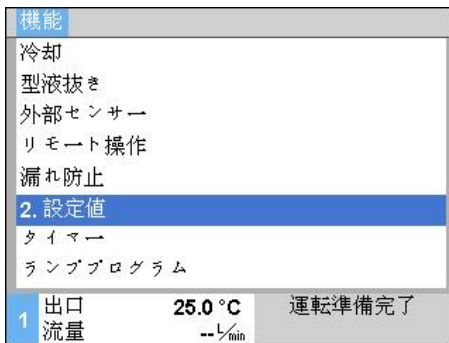 機能
冷却
型液抜き
外部センサー
リモート操作
漏れ防止
2. 設定値
タイマー
ランププログラム
1 出口 25.0 °C 運転準備完了
流量 -- L/min